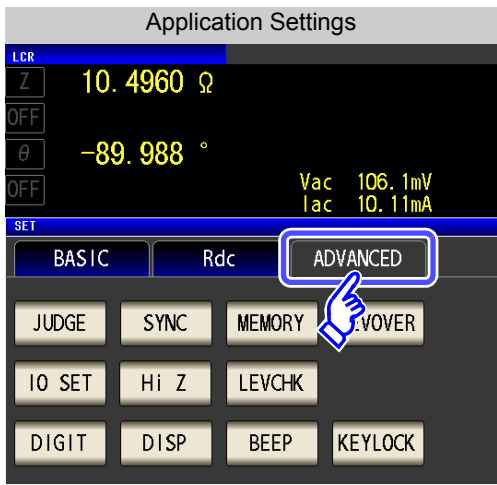 Application Settings
LCR
Z 10.4960 Ω
OFF
θ -89.988 °
OFF
Vac 106.1mV
Iac 10.11mA
SET
BASIC Rdc ADVANCED
JUDGE SYNC MEMORY VOVER
IO SET Hi Z LEVCHK
DIGIT DISP BEEP KEYLOCK